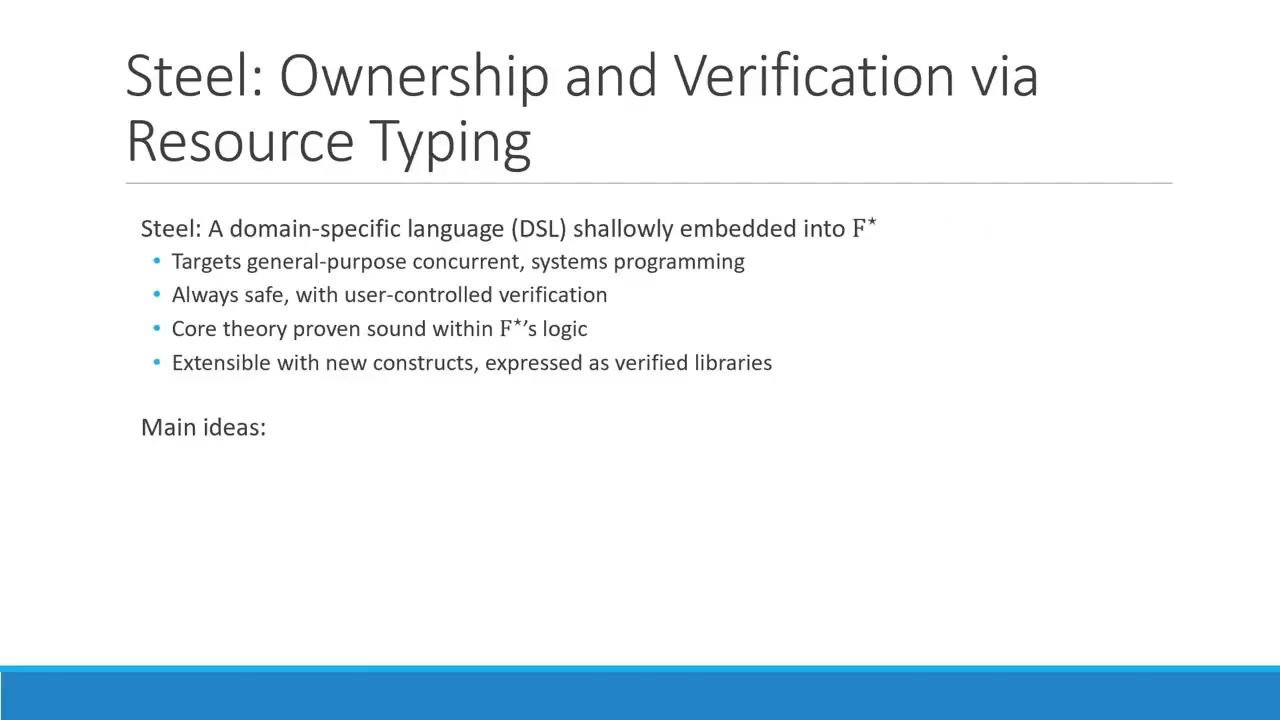 Steel: Ownership and Verification via
Resource Typing
Steel: A domain-specific language (DSL) shallowly embedded into F⋆
• Targets general-purpose concurrent, systems programming
• Always safe, with user-controlled verification
• Core theory proven sound within F⋆’s logic
• Extensible with new constructs, expressed as verified libraries
Main ideas: